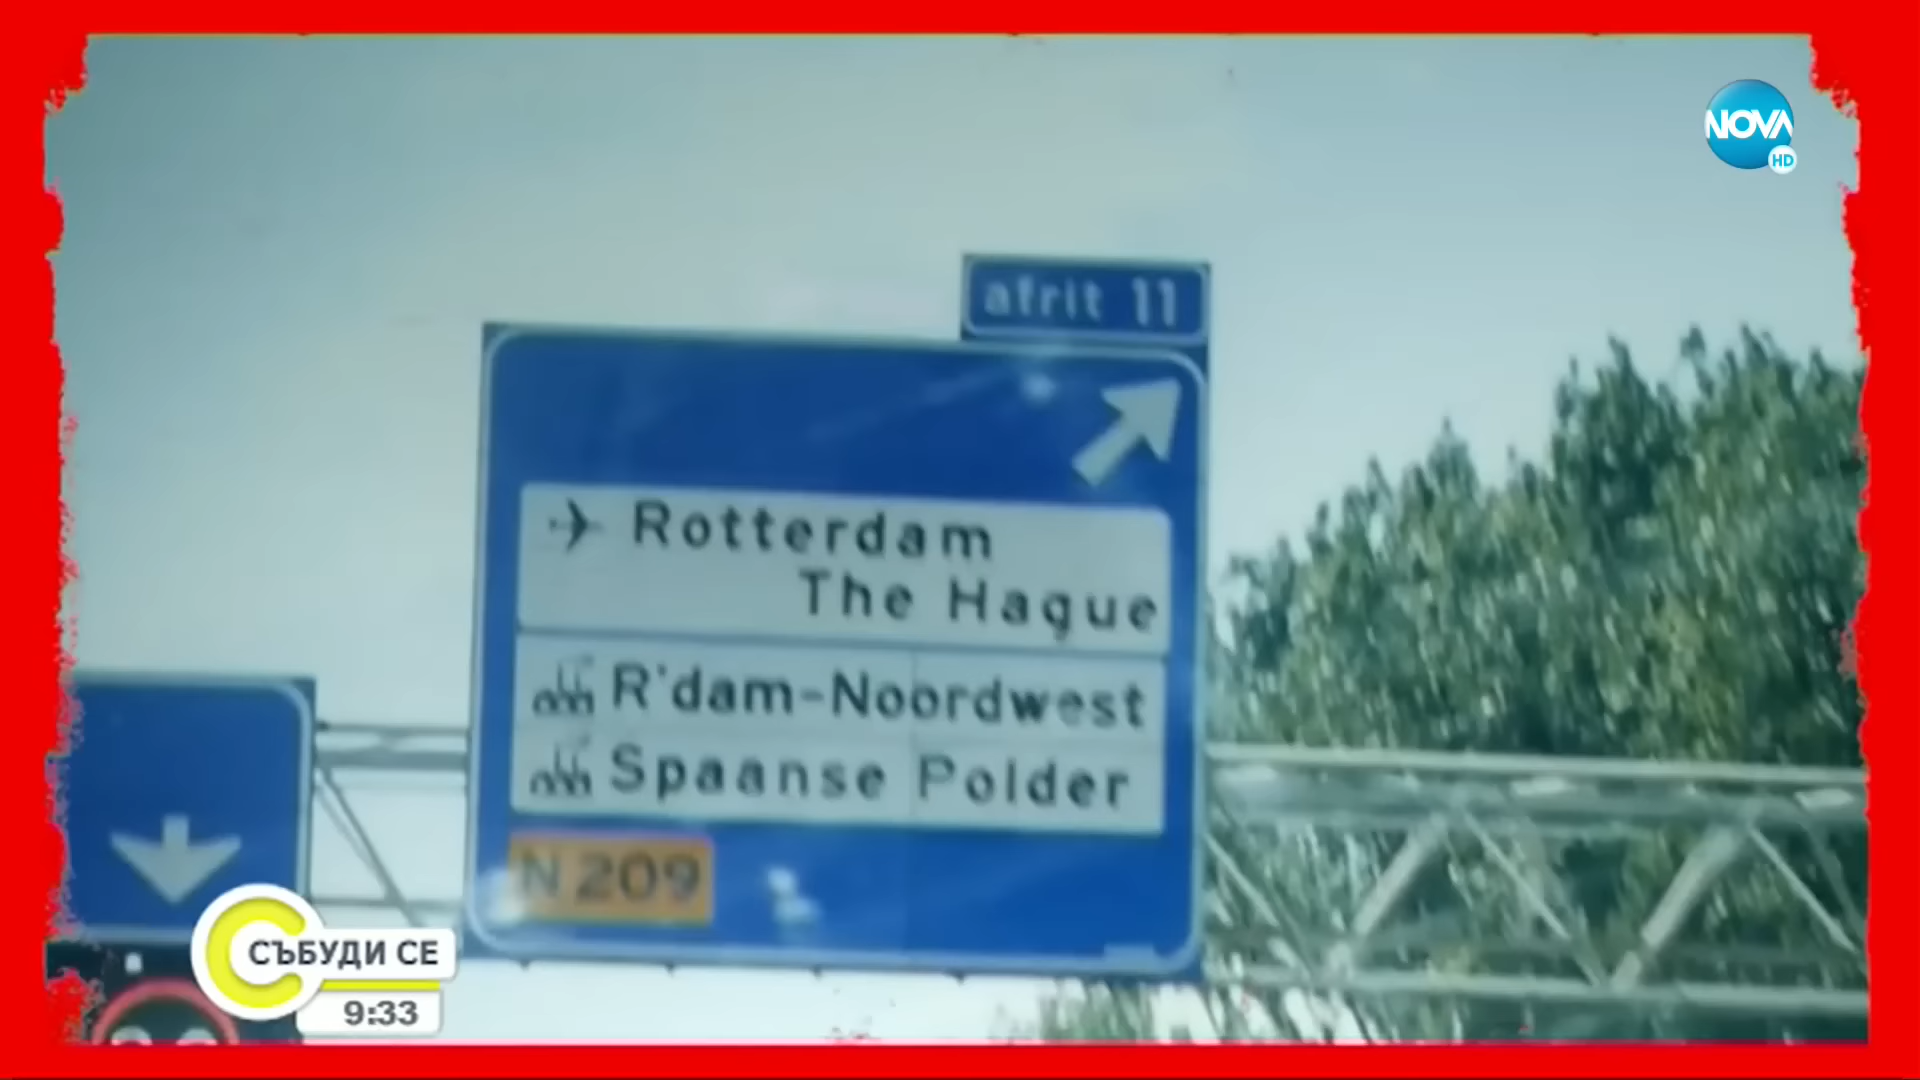 NOVA
HD
afrit 11
Rotterdam
The Hague
R'dam-Noordwest
Spaanse Polder
N 209
СЪБУДИ СЕ
9:33